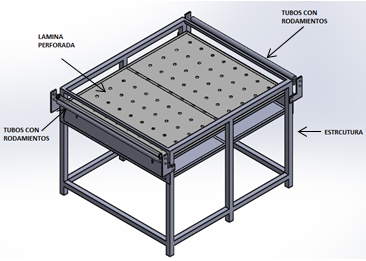 TUBOS CON
RODAMIENTOS
LAMINA
PERFORADA
TUBOS CON
RODAMIENTOS
ESTRCUTURA